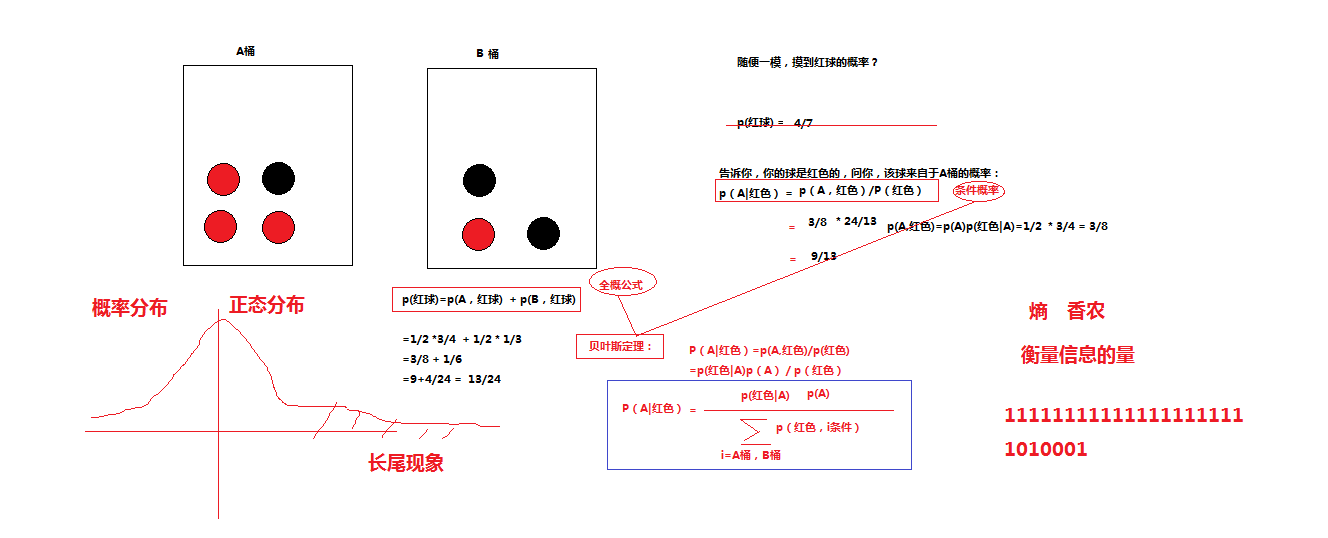 A桶
B 桶
随便一模，摸到红球的概率？
p(红球) = 4/7
告诉你，你的球是红色的，问你，该球来自于A桶的概率：
p（A|红色）= p（A，红色）/P（红色）
条件概率
= 3/8 * 24/13
p(A,红色)=p(A)p(红色|A)=1/2 * 3/4 = 3/8
= 9/13
全概公式
p(红球)=p(A，红球) + p(B，红球)
=1/2 *3/4 + 1/2 * 1/3
=3/8 + 1/6
=9+4/24 = 13/24
概率分布
正态分布
长尾现象
贝叶斯定理：
P（A|红色）=p(A,红色)/p(红色)
=p(红色|A)p（A）/ p（红色）
P（A|红色）=
p(红色|A) p(A)
∑ p（红色，i条件）
i=A桶，B桶
熵 香农
衡量信息的量
11111111111111111111
1010001